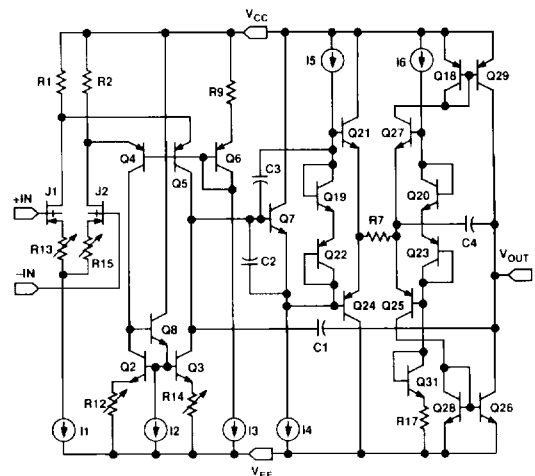 VCC
R1
R2
R9
I5
I6
Q18
Q29
Q4
Q5
Q6
C3
Q21
Q27
J1
J2
+IN
Q7
Q19
Q20
R13
R15
C2
Q22
R7
Q23
C4
VOUT
–IN
Q24
Q25
Q8
C1
Q2
Q3
Q31
R12
R14
Q28
Q26
R17
I1
I2
I3
I4
VEE